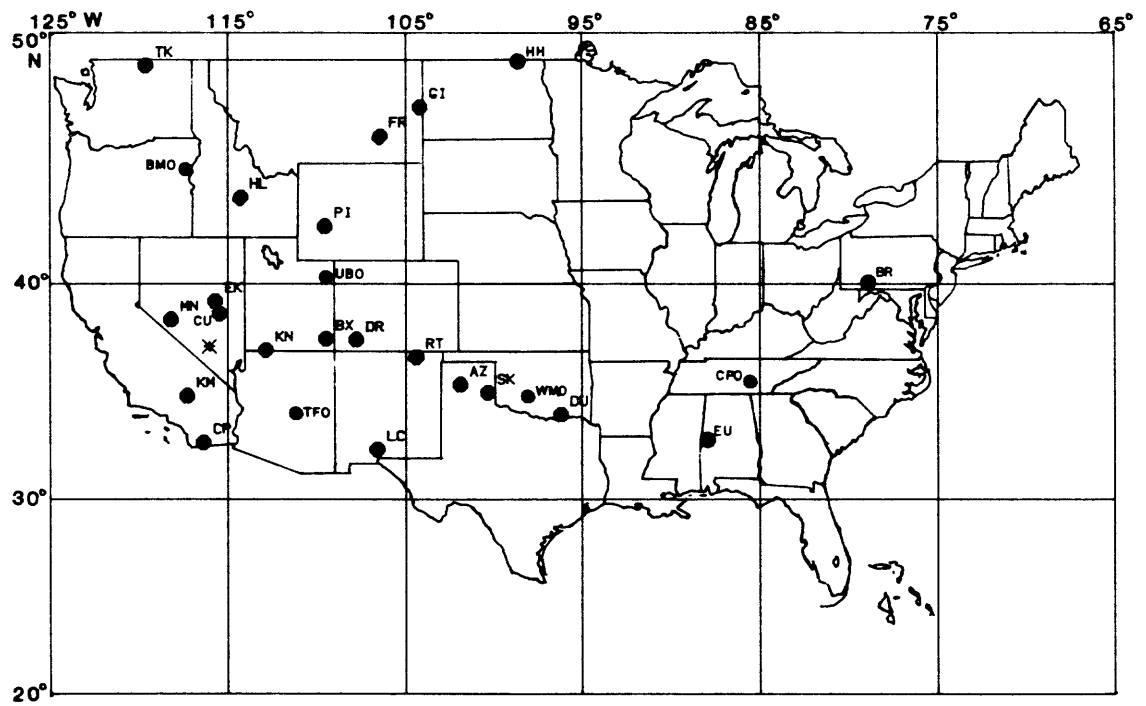 125° W 115° 105° 95° 85° 75° 65°
50°
N
TK
HH
GI
FR
BMO
HL
PI
UBO
40°
EK
MN
CU
BR
KN
BX
DR
RT
AZ
SK
WMO
DU
CPO
KM
TFO
CP
LC
EU
30°
20°